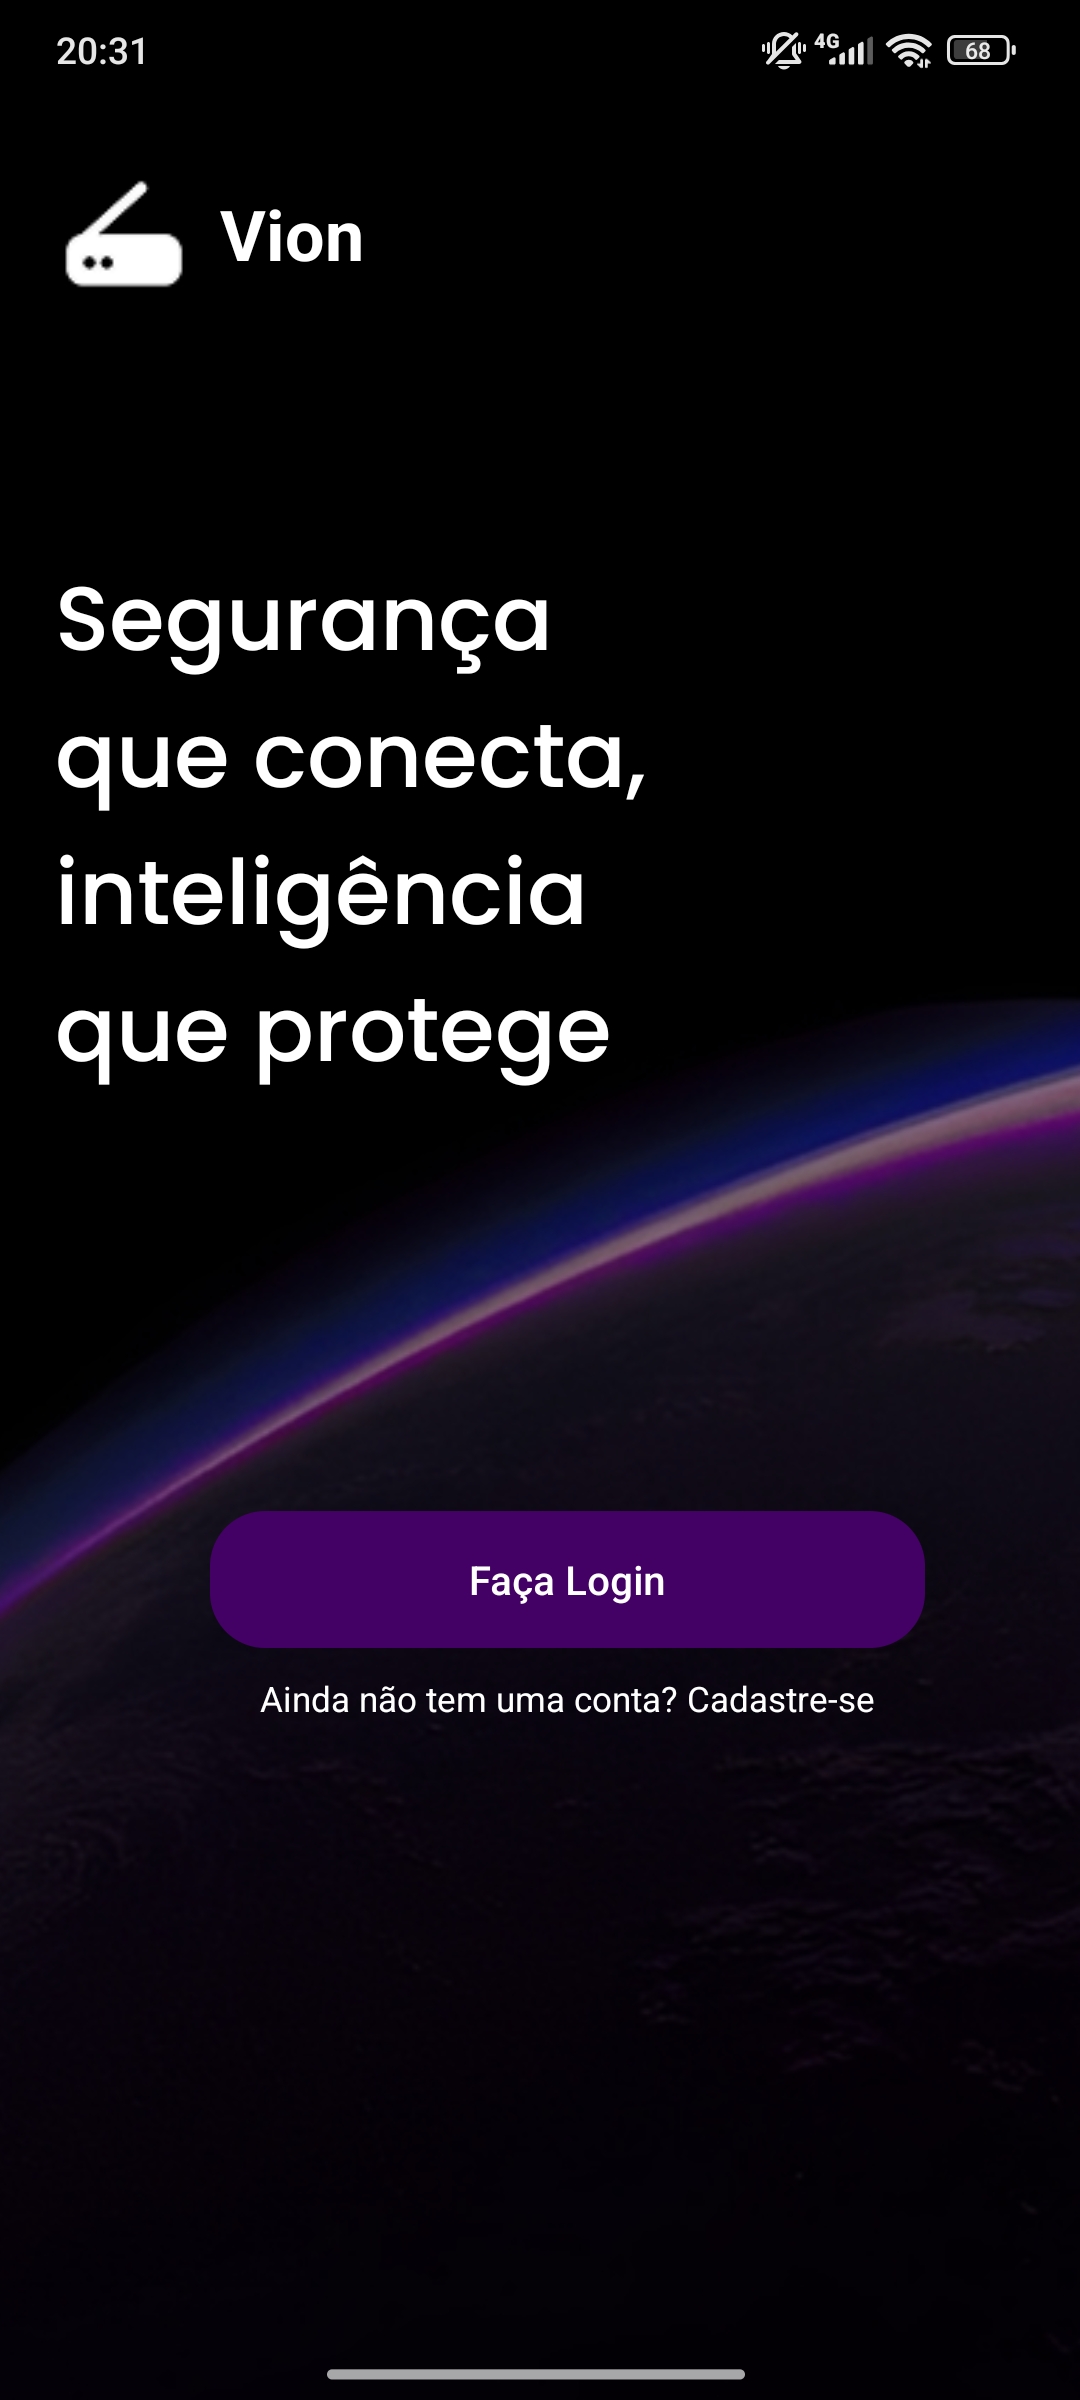 20:31
4G
68
Vion
Segurança
que conecta,
inteligência
que protege
Faça Login
Ainda não tem uma conta? Cadastre-se